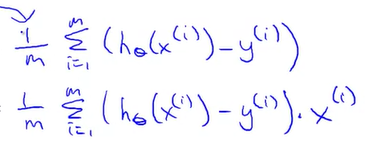 1/m Σ_{i=1}^{m} (h_θ(x^{(i)}) - y^{(i)})
1/m Σ_{i=1}^{m} (h_θ(x^{(i)}) - y^{(i)}) · x^{(i)}